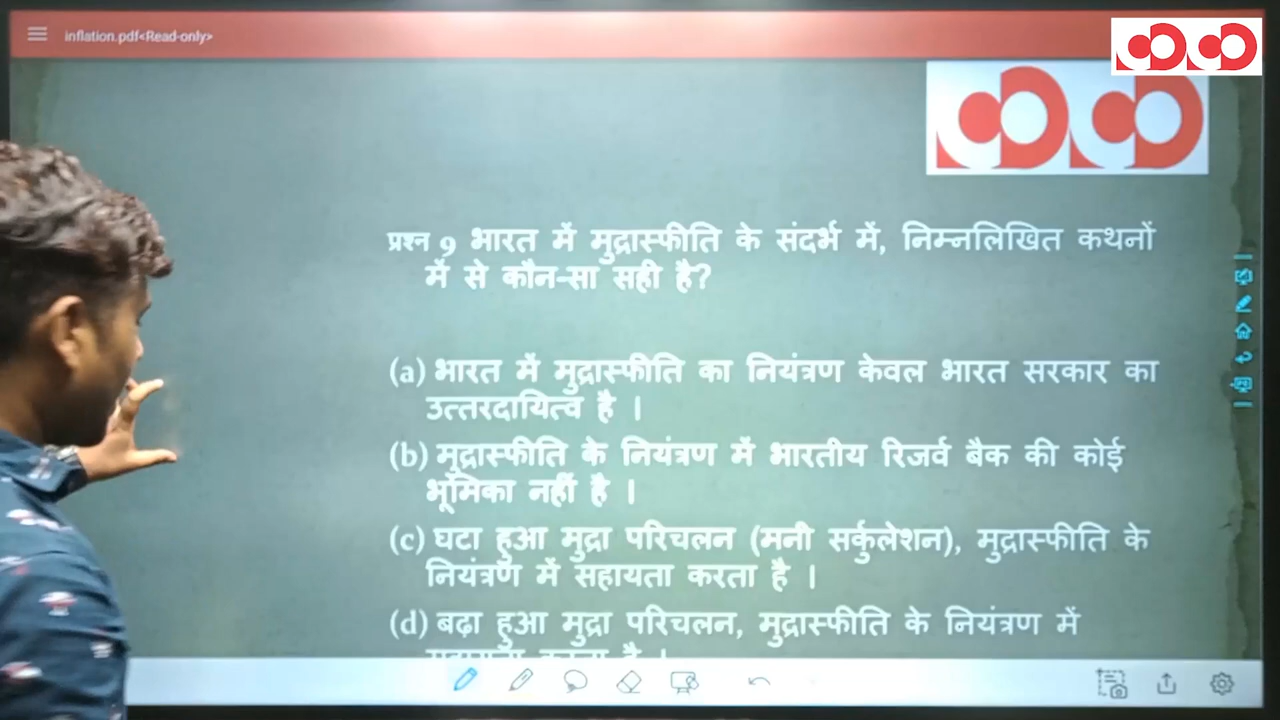 inflation.pdf<Read-only>
प्रश्न 9 भारत में मुद्रास्फीति के संदर्भ में, निम्नलिखित कथनों
में से कौन-सा सही है?
(a) भारत में मुद्रास्फीति का नियंत्रण केवल भारत सरकार का
उत्तरदायित्व है ।
(b) मुद्रास्फीति के नियंत्रण में भारतीय रिजर्व बैक की कोई
भूमिका नहीं है ।
(c) घटा हुआ मुद्रा परिचलन (मनी सर्कुलेशन), मुद्रास्फीति के
नियंत्रण में सहायता करता है ।
(d) बढ़ा हुआ मुद्रा परिचलन, मुद्रास्फीति के नियंत्रण में